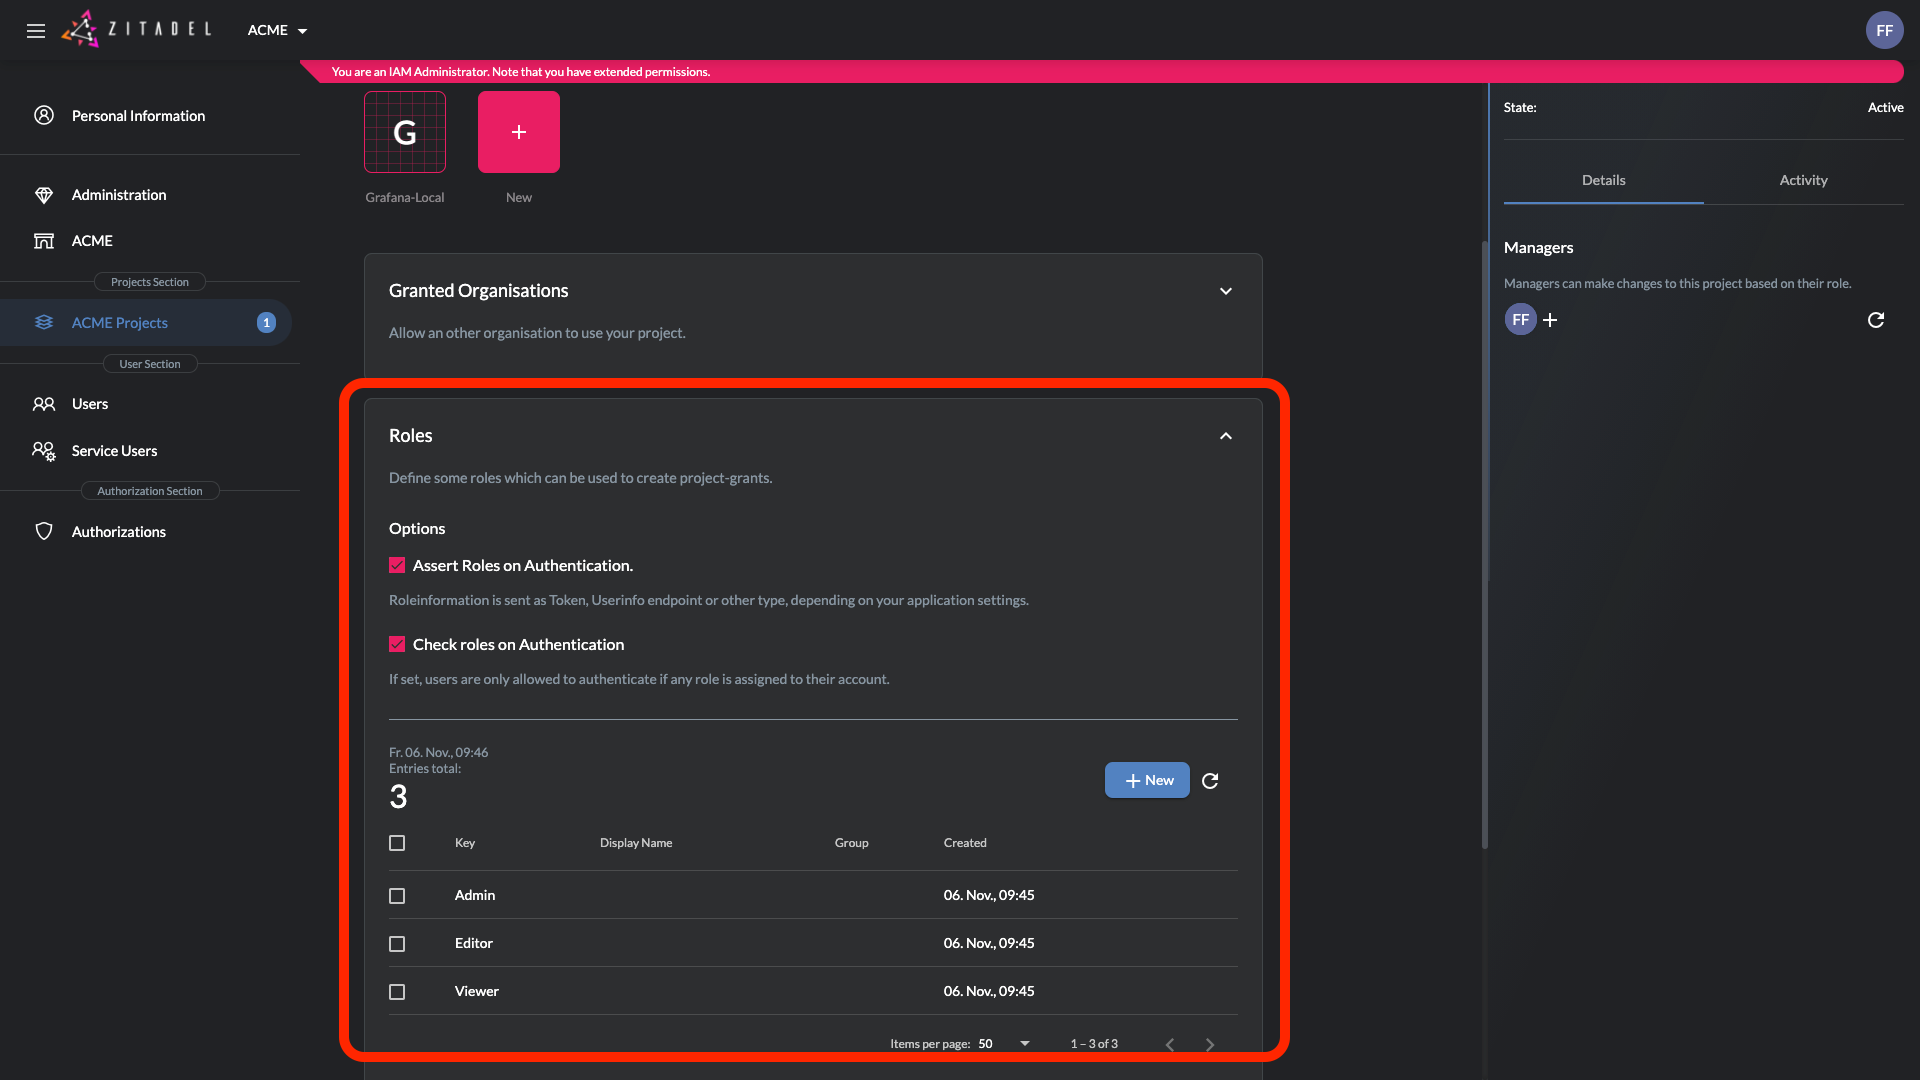 ZITADEL
ACME
FF
You are an IAM Administrator. Note that you have extended permissions.
Personal Information
Administration
ACME
Projects Section
ACME Projects
1
User Section
Users
Service Users
Authorization Section
Authorizations
G
Grafana-Local
New
Granted Organisations
Allow an other organisation to use your project.
Roles
Define some roles which can be used to create project-grants.
Options
Assert Roles on Authentication.
Roleinformation is sent as Token, Userinfo endpoint or other type, depending on your application settings.
Check roles on Authentication
If set, users are only allowed to authenticate if any role is assigned to their account.
Fr. 06. Nov., 09:46
Entries total:
3
New
Key Display Name Group Created
Admin 06. Nov., 09:45
Editor 06. Nov., 09:45
Viewer 06. Nov., 09:45
Items per page: 50 1 – 3 of 3
State: Active
Details Activity
Managers
Managers can make changes to this project based on their role.
FF